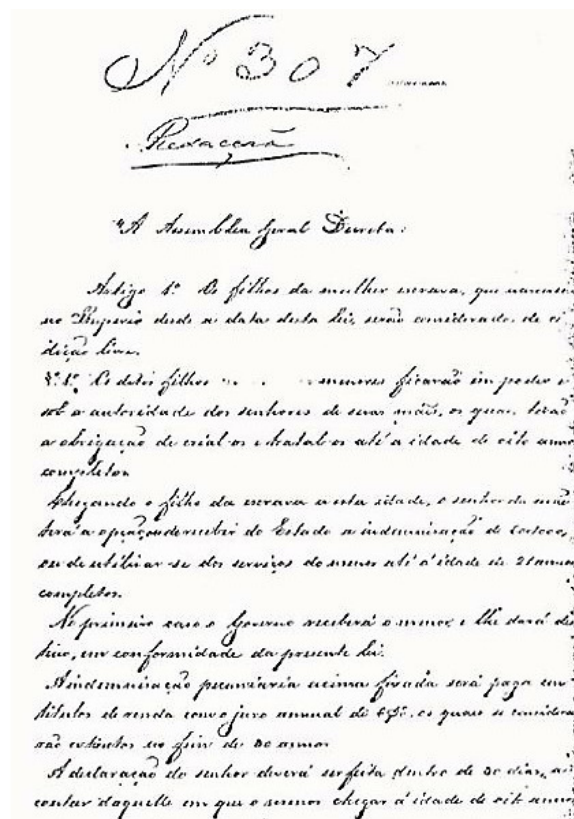 Nº 307
Redacção
A Assemblea Geral Decreta:
Artigo 1º Os filhos da mulher escrava, que nascerem
no Imperio desde a data desta lei, serão considerados de co
dição livre.
§ 1º Os ditos filhos menores ficarão em poder e
sob a autoridade dos senhores de suas mãis, os quaes terão
a obrigação de crial-os e tratal-os até a idade de oito annos
completos.
Chegando o filho da escrava a esta idade, o senhor da mãe
terá a opção de receber do Estado a indemnisação de
ou de utilisar-se dos serviços do menor até á idade de 21 annos
completos.
No primeiro caso o Governo receberá o menor, e lhe dará des
tino, em conformidade da presente lei.
A indemnisação pecuniaria acima fixada será paga em
titulos de renda com o juro annual de 6%, os quaes se considera
rão extinctos no fim de 30 annos
A declaração do senhor deverá ser feita dentro de 30 dias, a
contar daquelle em que o menor chegar á idade de oito annos